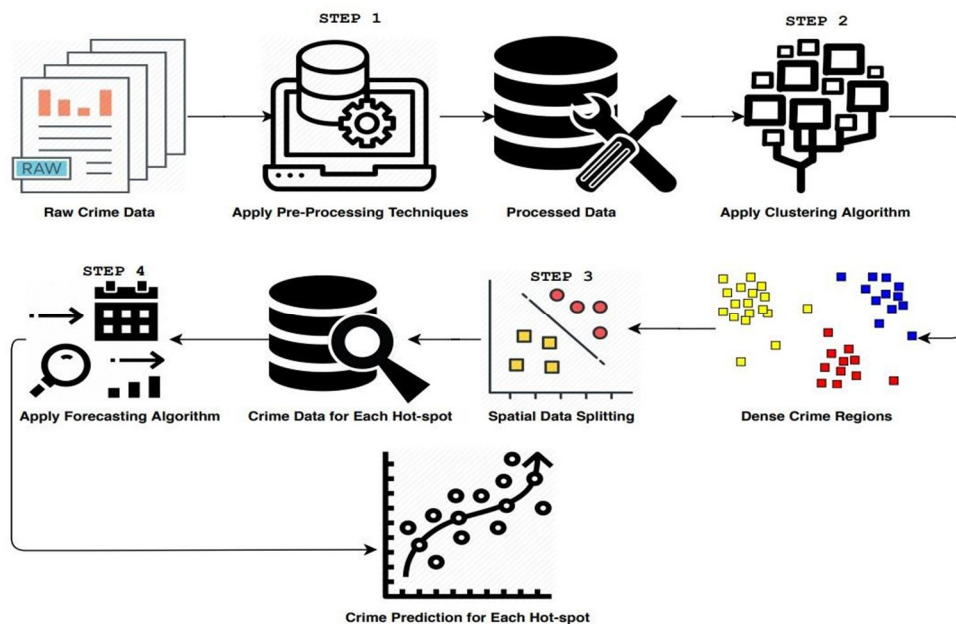 STEP 1
STEP 2
RAW
Raw Crime Data
Apply Pre-Processing Techniques
Processed Data
Apply Clustering Algorithm
STEP 4
STEP 3
Apply Forecasting Algorithm
Crime Data for Each Hot-spot
Spatial Data Splitting
Dense Crime Regions
Crime Prediction for Each Hot-spot